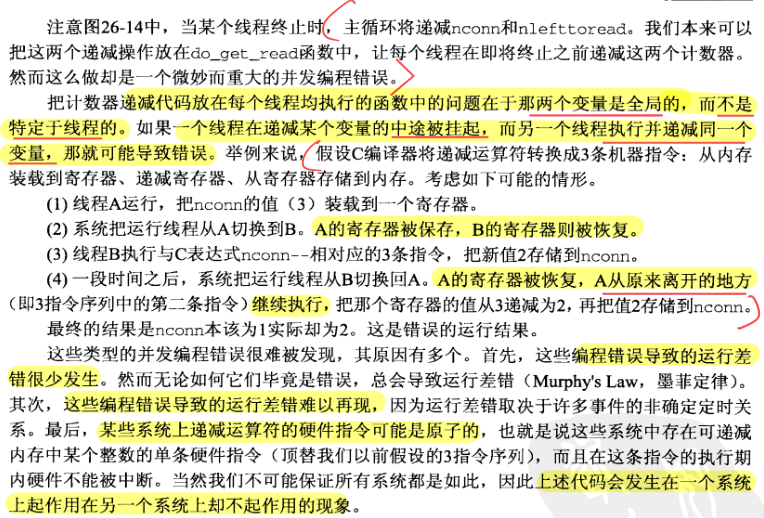 注意图26-14中，当某个线程终止时，主循环将递减nconn和nlefttoread。我们本来可以
把这两个递减操作放在do_get_read函数中，让每个线程在即将终止之前递减这两个计数器。
然而这么做却是一个微妙而重大的并发编程错误。
把计数器递减代码放在每个线程均执行的函数中的问题在于那两个变量是全局的，而不是
特定于线程的。如果一个线程在递减某个变量的中途被挂起，而另一个线程执行并递减同一个
变量，那就可能导致错误。举例来说，假设C编译器将递减运算符转换成3条机器指令：从内存
装载到寄存器、递减寄存器、从寄存器存储到内存。考虑如下可能的情形。
(1) 线程A运行，把nconn的值（3）装载到一个寄存器。
(2) 系统把运行线程从A切换到B。A的寄存器被保存，B的寄存器则被恢复。
(3) 线程B执行与C表达式nconn--相对应的3条指令，把新值2存储到nconn。
(4) 一段时间之后，系统把运行线程从B切换回A。A的寄存器被恢复，A从原来离开的地方
（即3指令序列中的第二条指令）继续执行，把那个寄存器的值从3递减为2，再把值2存储到nconn。
最终的结果是nconn本该为1实际却为2。这是错误的运行结果。
这些类型的并发编程错误很难被发现，其原因有多个。首先，这些编程错误导致的运行差
错很少发生。然而无论如何它们毕竟是错误，总会导致运行差错（Murphy's Law，墨菲定律）。
其次，这些编程错误导致的运行差错难以再现，因为运行差错取决于许多事件的非确定定时关
系。最后，某些系统上递减运算符的硬件指令可能是原子的，也就是说这些系统中存在可递减
内存中某个整数的单条硬件指令（顶替我们以前假设的3指令序列），而且在这条指令的执行期
内硬件不能被中断。当然我们不可能保证所有系统都是如此，因此上述代码会发生在一个系统
上起作用在另一个系统上却不起作用的现象。